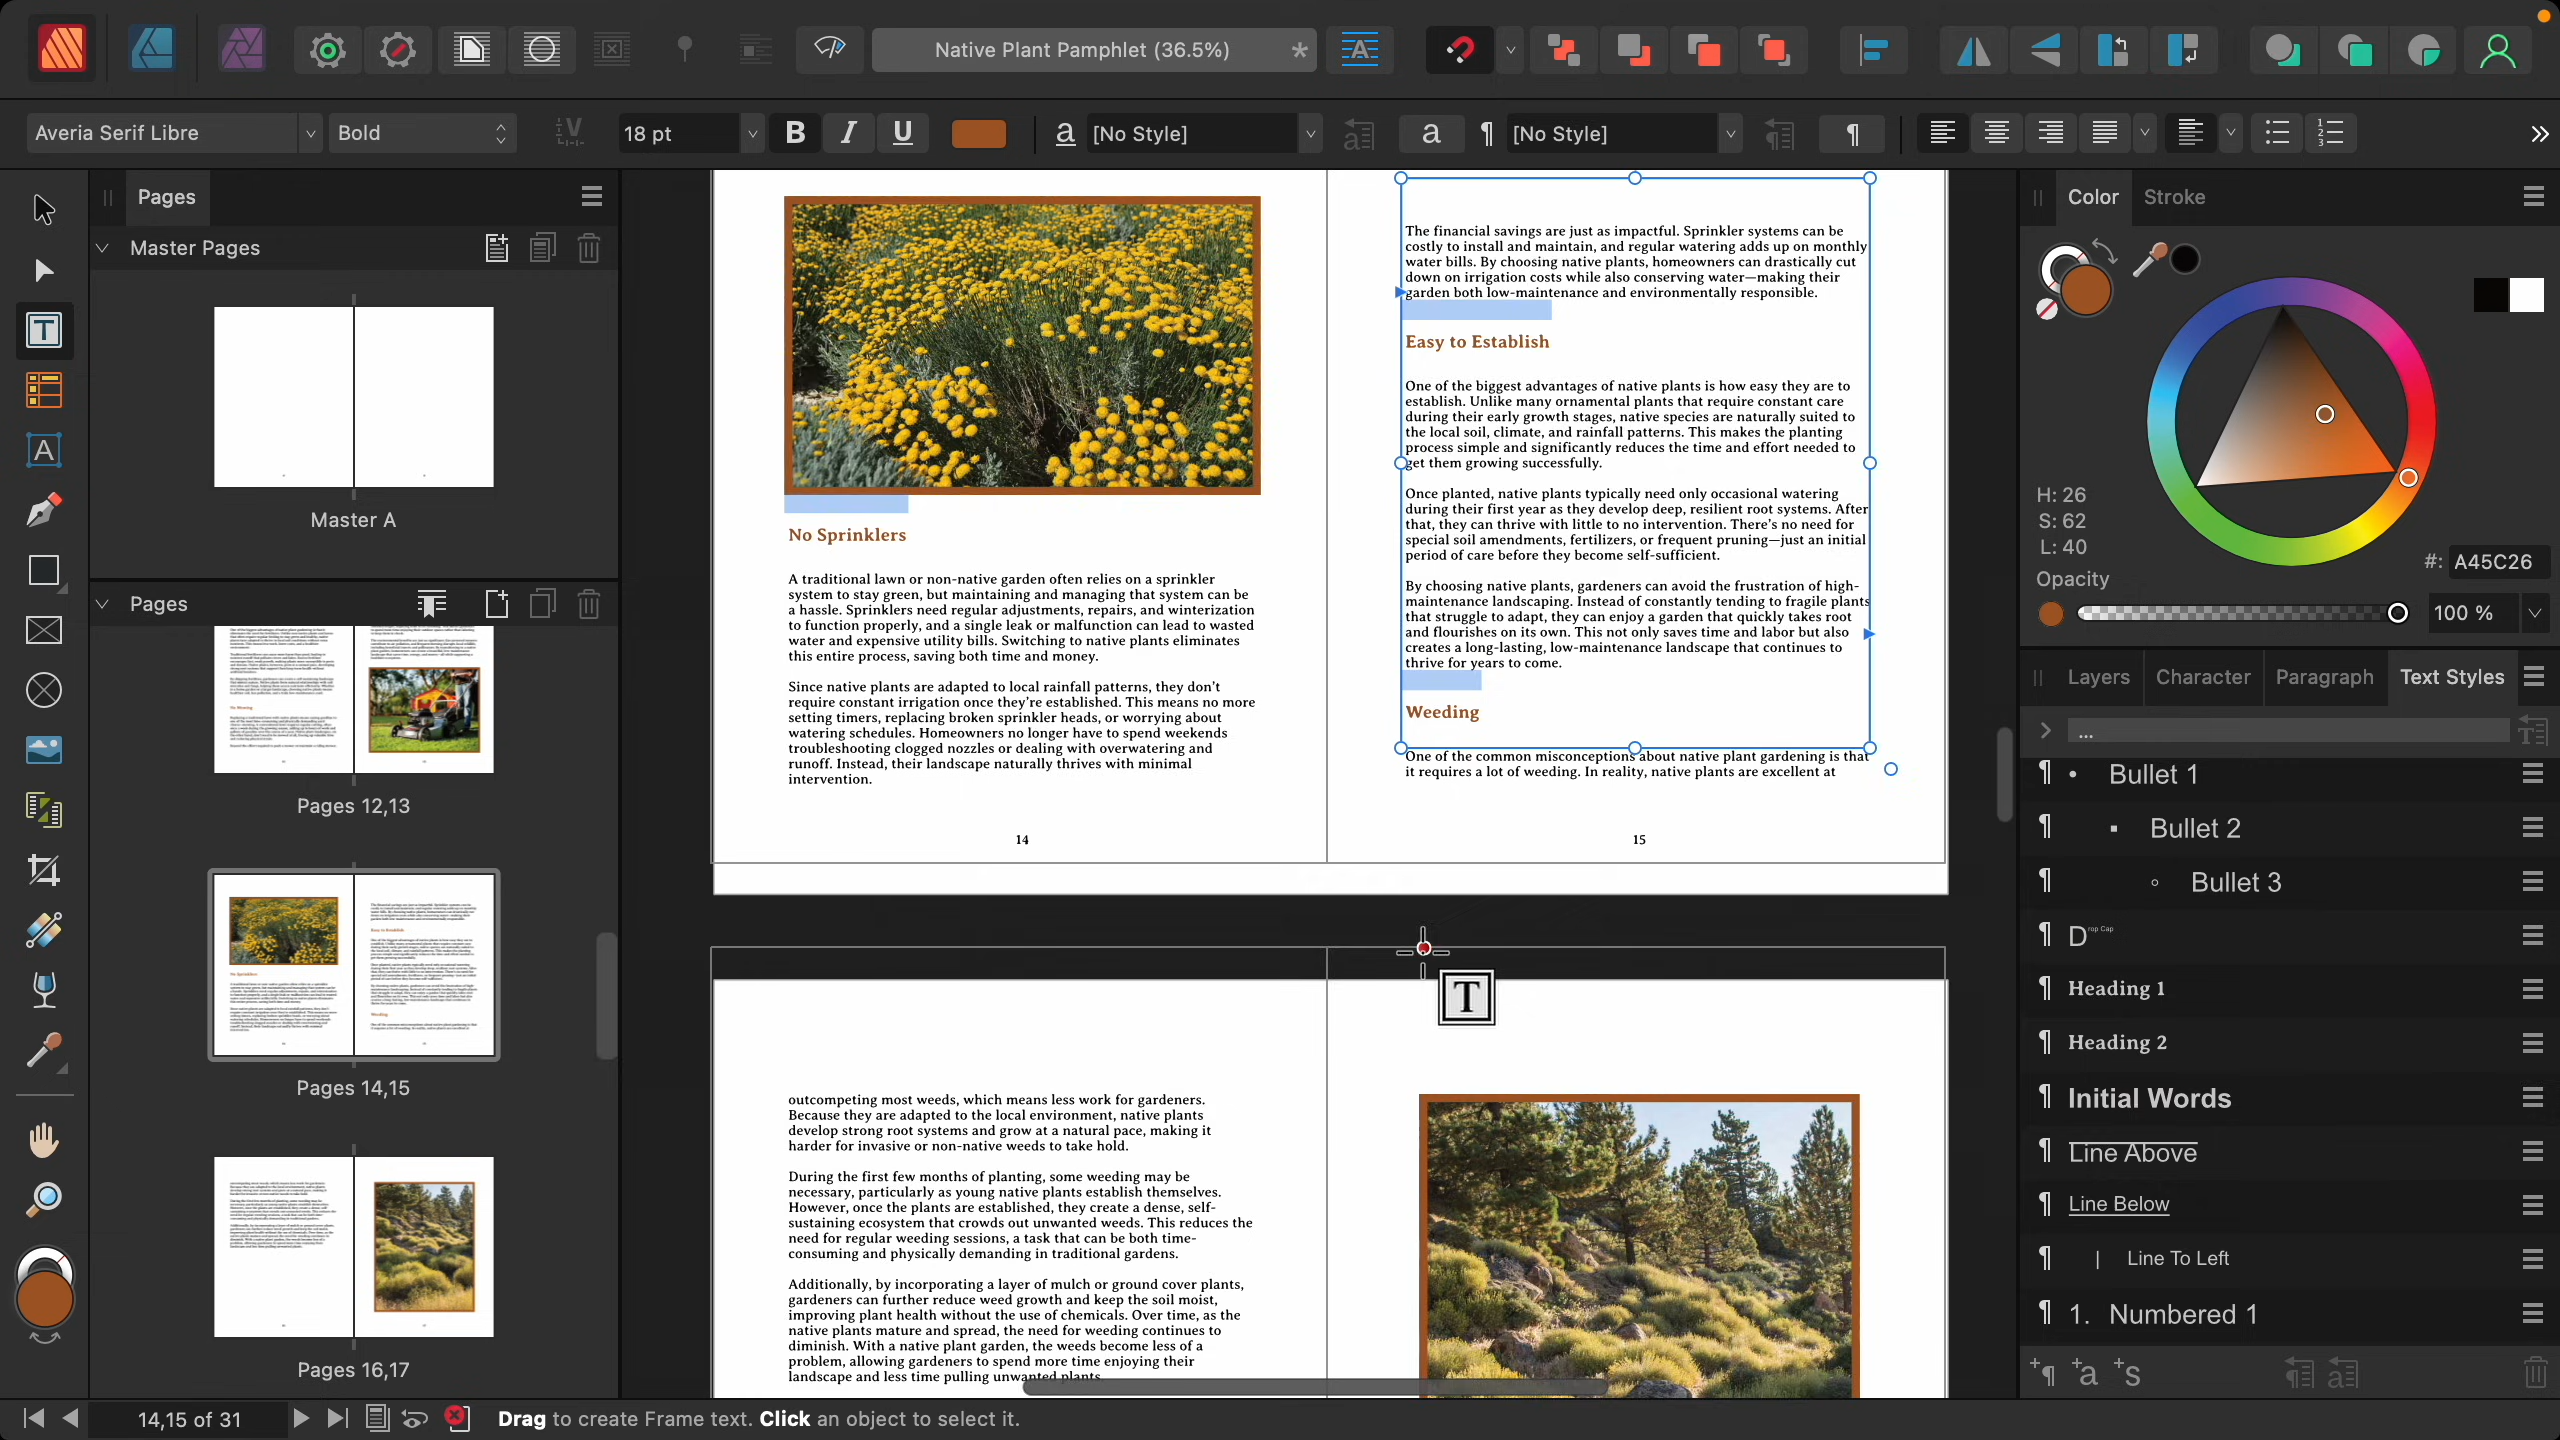 Native Plant Pamphlet (36.5%)
*
A
Averia Serif Libre
Bold
18 pt
B I U
a [No Style]
a
¶ [No Style]
¶
Pages
Master Pages
Master A
Pages
Pages 12,13
Pages 14,15
Pages 16,17
No Sprinklers
A traditional lawn or non-native garden often relies on a sprinkler
system to stay green, but maintaining and managing that system can be
a hassle. Sprinklers need regular adjustments, repairs, and winterization
to function properly, and a single leak or malfunction can lead to wasted
water and expensive utility bills. Switching to native plants eliminates
this entire process, saving both time and money.
Since native plants are adapted to local rainfall patterns, they don't
require constant irrigation once they're established. This means no more
setting timers, replacing broken sprinkler heads, or worrying about
watering schedules. Homeowners no longer have to spend weekends
troubleshooting clogged nozzles or dealing with overwatering and
runoff. Instead, their landscape naturally thrives with minimal
intervention.
14
The financial savings are just as impactful. Sprinkler systems can be
costly to install and maintain, and regular watering adds up on monthly
water bills. By choosing native plants, homeowners can drastically cut
down on irrigation costs while also conserving water—making their
garden both low-maintenance and environmentally responsible.
Easy to Establish
One of the biggest advantages of native plants is how easy they are to
establish. Unlike many ornamental plants that require constant care
during their early growth stages, native species are naturally suited to
the local soil, climate, and rainfall patterns. This makes the planting
process simple and significantly reduces the time and effort needed to
get them growing successfully.
Once planted, native plants typically need only occasional watering
during their first year as they develop deep, resilient root systems. After
that, they can thrive with little to no intervention. There's no need for
special soil amendments, fertilizers, or frequent pruning—just an initial
period of care before they become self-sufficient.
By choosing native plants, gardeners can avoid the frustration of high-
maintenance landscaping. Instead of constantly tending to fragile plants
that struggle to adapt, they can enjoy a garden that quickly takes root
and flourishes on its own. This not only saves time and labor but also
creates a long-lasting, low-maintenance landscape that continues to
thrive for years to come.
Weeding
One of the common misconceptions about native plant gardening is that
it requires a lot of weeding. In reality, native plants are excellent at
15
T
outcompeting most weeds, which means less work for gardeners.
Because they are adapted to the local environment, native plants
develop strong root systems and grow at a natural pace, making it
harder for invasive or non-native weeds to take hold.
During the first few months of planting, some weeding may be
necessary, particularly as young native plants establish themselves.
However, once the plants are established, they create a dense, self-
sustaining ecosystem that crowds out unwanted weeds. This reduces the
need for regular weeding sessions, a task that can be both time-
consuming and physically demanding in traditional gardens.
Additionally, by incorporating a layer of mulch or ground cover plants,
gardeners can further reduce weed growth and keep the soil moist,
improving plant health without the use of chemicals. Over time, as the
native plants mature and spread, the need for weeding continues to
diminish. With a native plant garden, the weeds become less of a
problem, allowing gardeners to spend more time enjoying their
landscape and less time pulling unwanted plants.
Color
Stroke
H: 26
S: 62
L: 40
#: A45C26
Opacity
100 %
Layers
Character
Paragraph
Text Styles
...
¶ • Bullet 1
¶ ▪ Bullet 2
¶ ◦ Bullet 3
¶ Drop Cap
¶ Heading 1
¶ Heading 2
¶ Initial Words
¶ Line Above
¶ Line Below
¶ | Line To Left
¶ 1. Numbered 1
14,15 of 31
Drag to create Frame text. Click an object to select it.